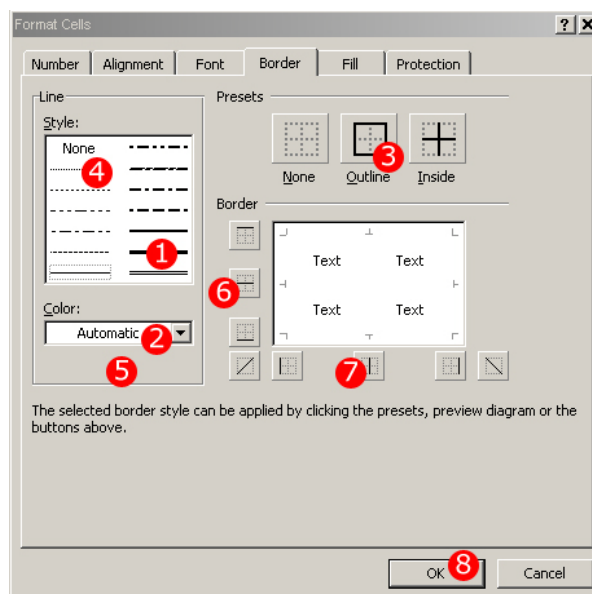 Format Cells ? X
Number Alignment Font Border Fill Protection
Line Presets
Style:
None
4
3
None Outline Inside
Border
1
Text Text
6
Color:
Text Text
Automatic 2
5
7
The selected border style can be applied by clicking the presets, preview diagram or the
buttons above.
OK 8 Cancel